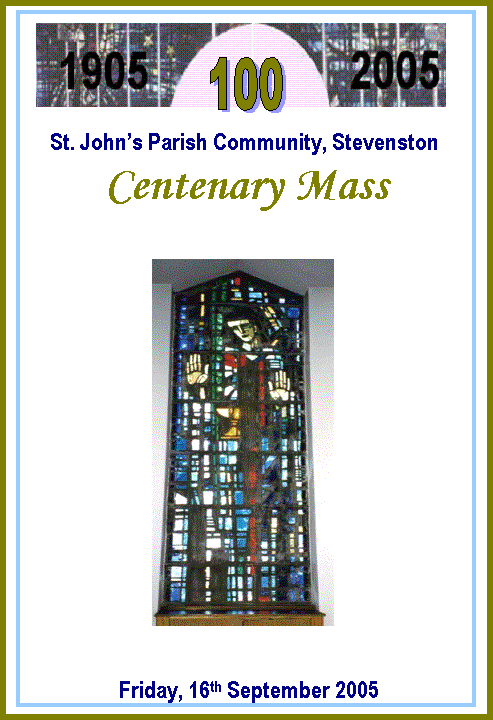 1905 100 2005
St. John's Parish Community, Stevenston
Centenary Mass
Friday, 16th September 2005